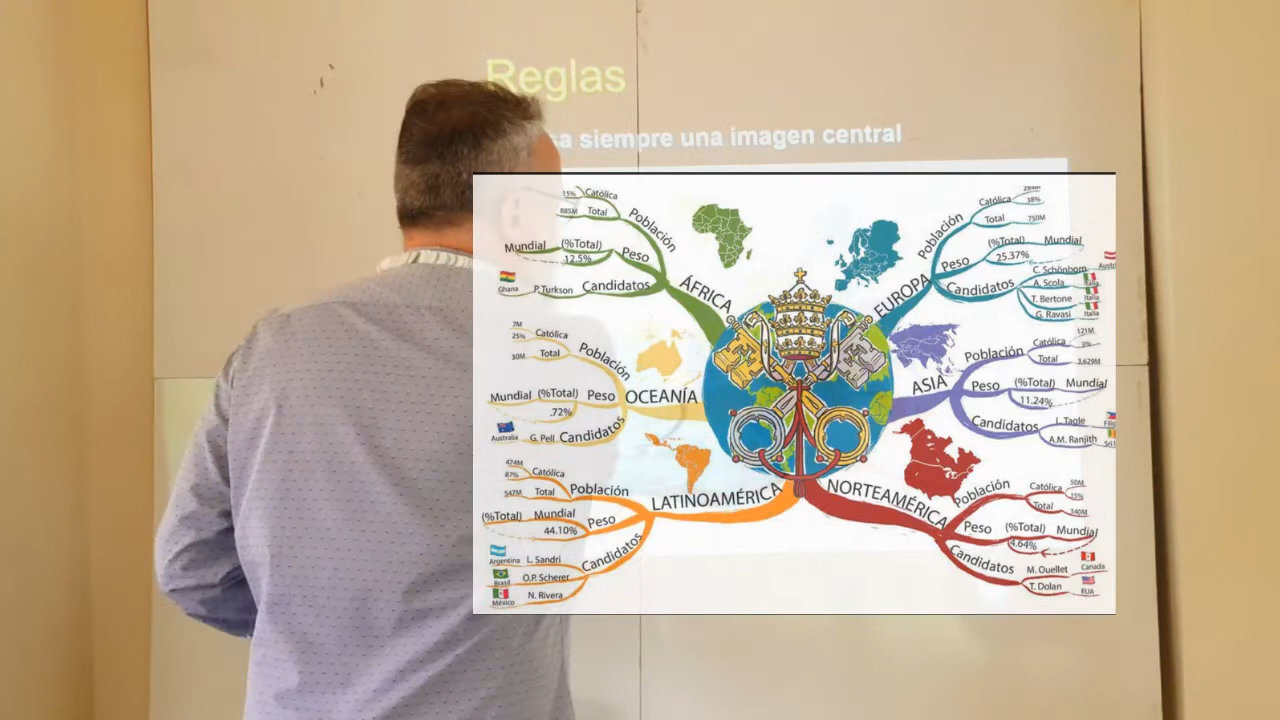 Reglas
sa siempre una imagen central
15% Católica
885M Total
Población
Mundial (%Total)
12.5%
Peso
Ghana P. Turkson Candidatos
ÁFRICA
2M
25% Católica
30M Total
Población
Mundial (%Total) Peso
.72%
Australia G. Pell Candidatos
OCEANÍA
424M
87% Católica
547M Total Población
(%Total) Mundial
44.10% Peso
Argentina L. Sandri
Brasil O.P. Scherer
México N. Rivera
Candidatos
LATINOAMÉRICA
Católica 38%
Total 750M
Población
(%Total) Mundial
Peso 25.37%
Candidatos
C. Schönborn
A. Scola Italia
T. Bertone Italia
G. Ravasi Italia
EUROPA
121M
Católica 3%
Total 3,629M
Población
Peso (%Total) Mundial
11.24%
Candidatos
L. Tagle
A.M. Ranjith
ASIA
50M
Católica 15%
Total 340M
Población
Peso (%Total) Mundial
4.64%
Candidatos
M. Ouellet Canada
T. Dolan EUA
NORTEAMÉRICA